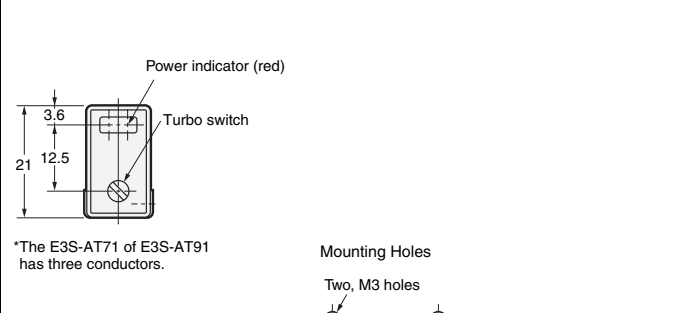 Power indicator (red)
3.6
Turbo switch
12.5
21
*The E3S-AT71 of E3S-AT91
has three conductors.
Mounting Holes
Two, M3 holes